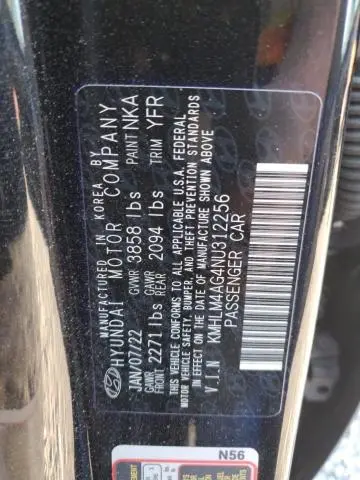 MADE IN KOREA BY
HYUNDAI MOTOR COMPANY
JAN/07/22 GVWR 3858 lbs PAINT NKA
GAWR FRONT 2271 lbs GAWR REAR 2094 lbs TRIM YFR
THIS VEHICLE CONFORMS TO ALL APPLICABLE U.S.A. FEDERAL
MOTOR VEHICLE SAFETY, BUMPER, AND THEFT PREVENTION STANDARDS
IN EFFECT ON THE DATE OF MANUFACTURE SHOWN ABOVE
V.I.N KMHLM4AG4NU312256
PASSENGER CAR
N56